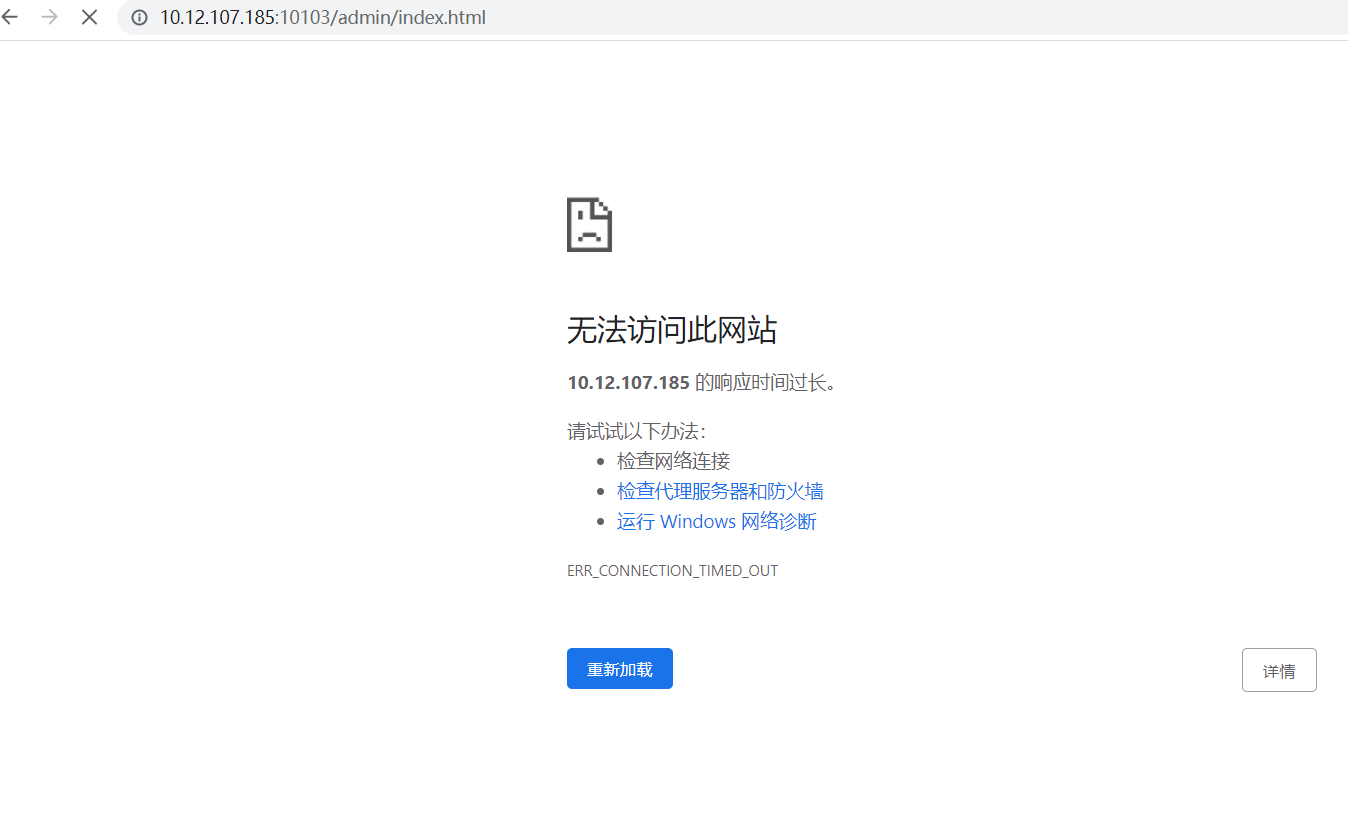 10.12.107.185:10103/admin/index.html
无法访问此网站
10.12.107.185 的响应时间过长。
请试试以下办法：
检查网络连接
检查代理服务器和防火墙
运行 Windows 网络诊断
ERR_CONNECTION_TIMED_OUT
重新加载
详情